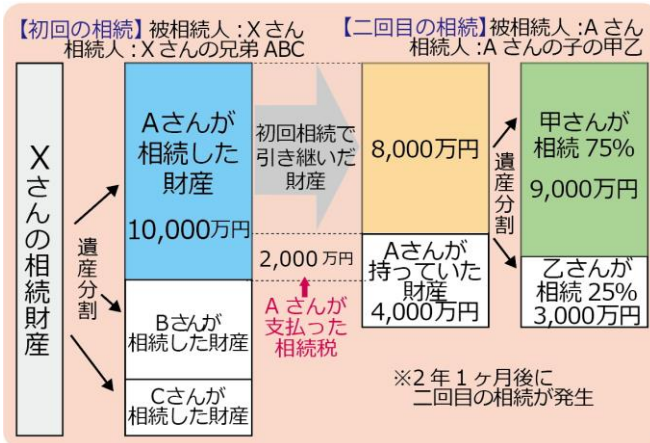 【初回の相続】被相続人：Xさん
相続人：Xさんの兄弟ABC
Xさんの相続財産
遺産分割
Aさんが
相続した
財産
10,000万円
Bさんが
相続した財産
Cさんが
相続した財産
初回相続で
引き継いだ
財産
2,000万円
Aさんが
支払った
相続税
【二回目の相続】被相続人：Aさん
相続人：Aさんの子の甲乙
8,000万円
Aさんが
持っていた
財産
4,000万円
遺産分割
甲さんが
相続75%
9,000万円
乙さんが
相続25%
3,000万円
※2年1ヶ月後に
二回目の相続が発生